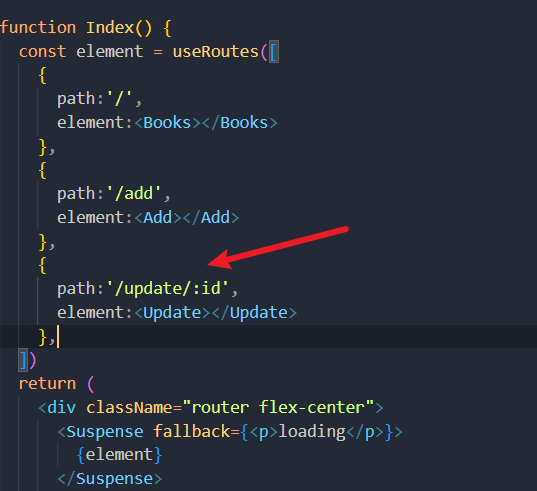 function Index() {
  const element = useRoutes([
    {
      path:'/',
      element:<Books></Books>
    },
    {
      path:'/add',
      element:<Add></Add>
    },
    {
      path:'/update/:id',
      element:<Update></Update>
    },
  ])
  return (
    <div className="router flex-center">
      <Suspense fallback={<p>loading</p>}>
        {element}
      </Suspense>